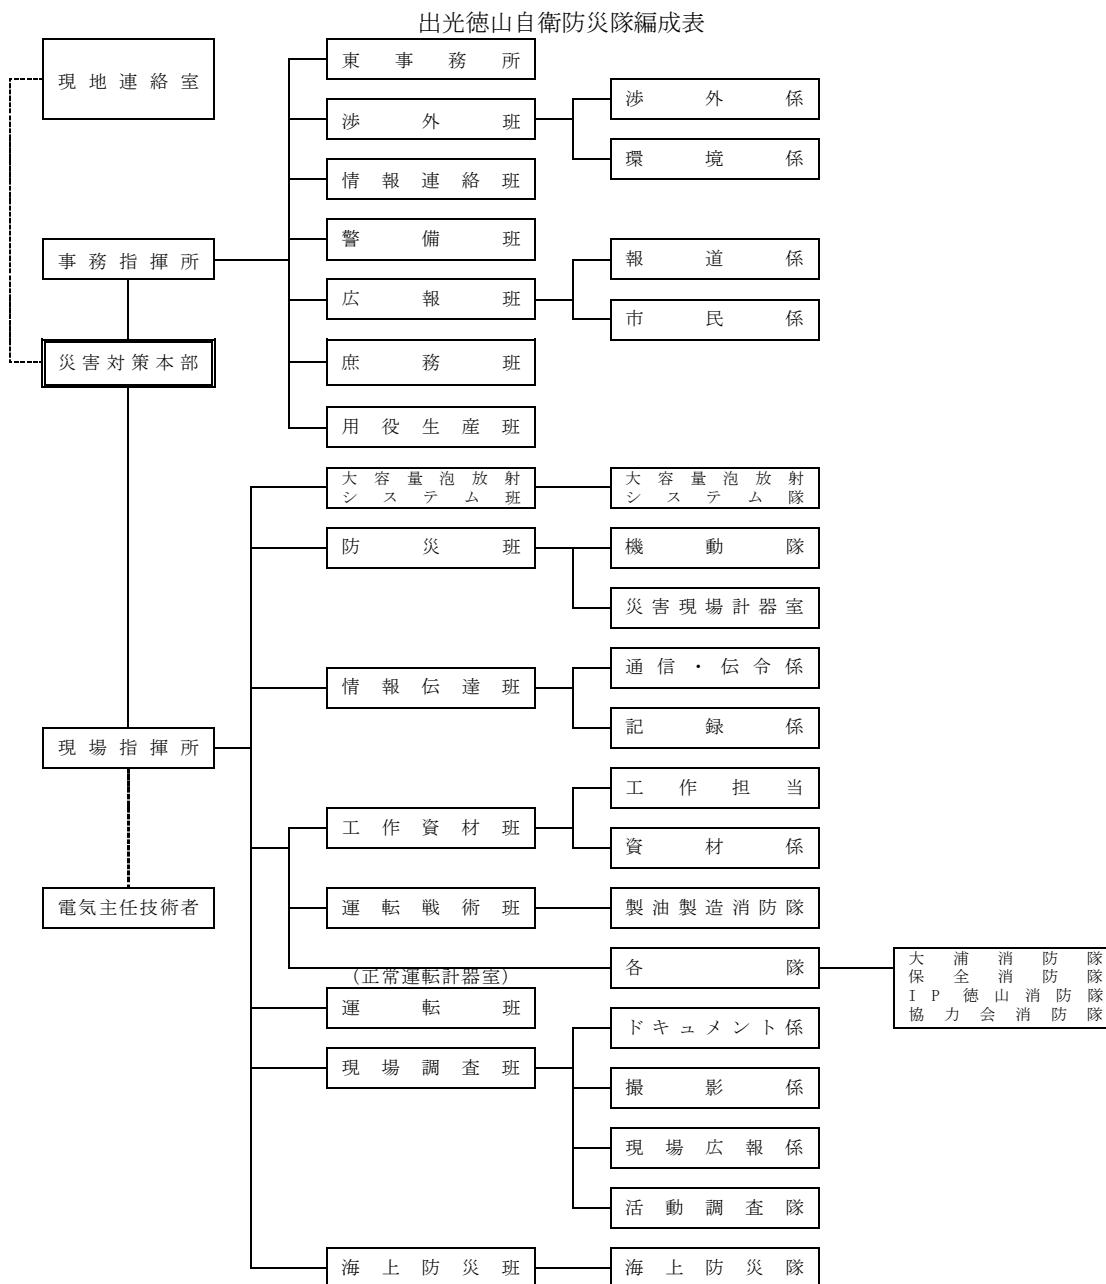 出光徳山自衛防災隊編成表
現地連絡室
東事務所
渉外班
渉外係
環境係
情報連絡班
警備班
事務指揮所
広報班
報道係
市民係
災害対策本部
庶務班
用役生産班
大容量泡放射
システム班
大容量泡放射
システム隊
防災班
機動隊
災害現場計器室
情報伝達班
通信・伝令係
記録係
現場指揮所
工作資材班
工作担当
資材係
電気主任技術者
運転戦術班
製油製造消防隊
各隊
大浦消防隊
保全消防隊
IP徳山消防隊
協力会消防隊
(正常運転計器室)
運転班
現場調査班
ドキュメント係
撮影係
現場広報係
活動調査隊
海上防災班
海上防災隊